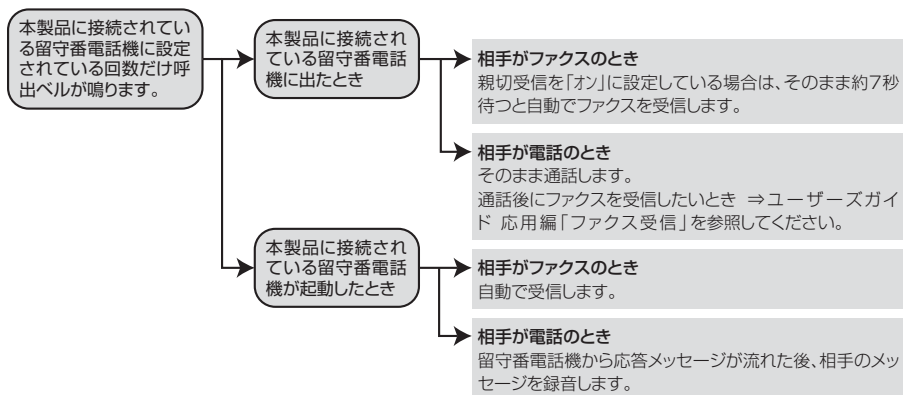 本製品に接続されてい
る留守番電話機に設定
されている回数だけ呼
出ベルが鳴ります。
本製品に接続され
ている留守番電話
機に出たとき
相手がファクスのとき
親切受信を「オン」に設定している場合は、そのまま約7秒
待つと自動でファクスを受信します。
相手が電話のとき
そのまま通話します。
通話後にファクスを受信したいとき ⇒ユーザーズガイ
ド 応用編「ファクス受信」を参照してください。
本製品に接続され
ている留守番電話
機が起動したとき
相手がファクスのとき
自動で受信します。
相手が電話のとき
留守番電話機から応答メッセージが流れた後、相手のメッ
セージを録音します。